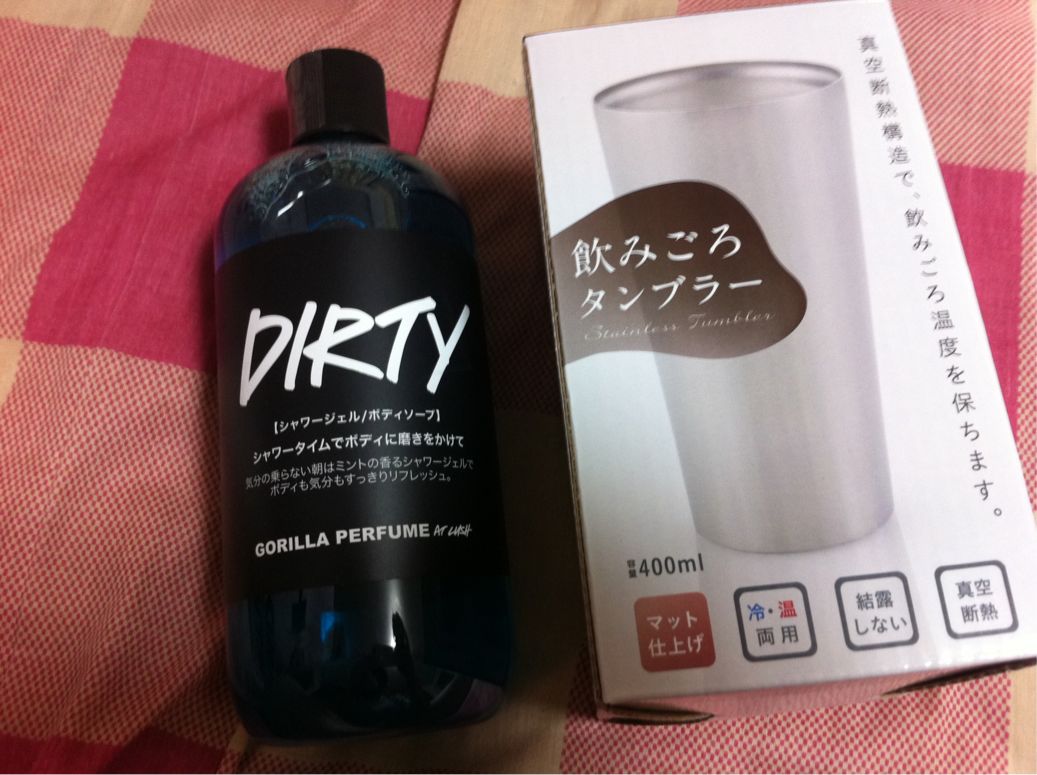 DIRTY
【シャワージェル/ボディソープ】
シャワータイムでボディに磨きをかけて
気分の乗らない朝はミントの香るシャワージェルで
ボディも気分もすっきりリフレッシュ。
GORILLA PERFUME AT LUSH
真空断熱構造で、飲みごろ温度を保ちます。
飲みごろ
タンブラー
Stainless Tumbler
容量400ml
マット
仕上げ
冷・温
両用
結露
しない
真空
断熱